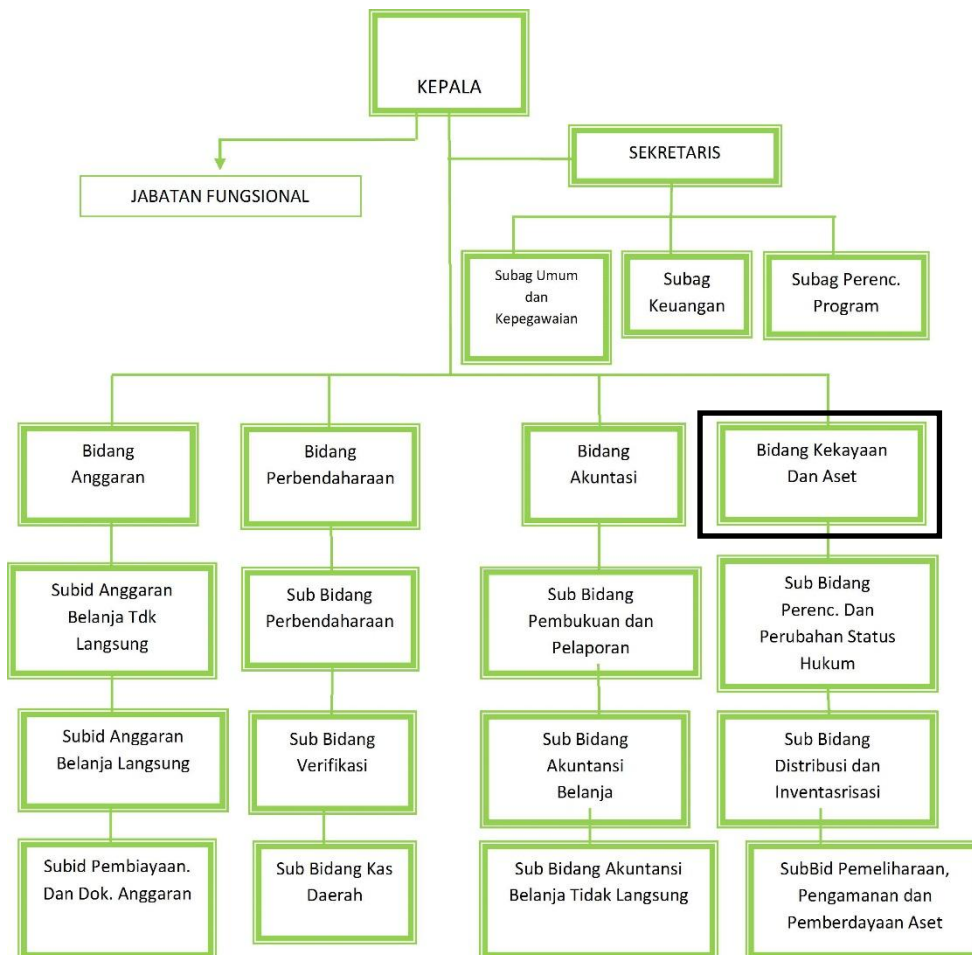 KEPALA
SEKRETARIS
JABATAN FUNGSIONAL
Subag Umum
dan
Kepegawaian
Subag
Keuangan
Subag Perenc.
Program
Bidang
Anggaran
Bidang
Perbendaharaan
Bidang
Akuntasi
Bidang Kekayaan
Dan Aset
Subid Anggaran
Belanja Tdk
Langsung
Sub Bidang
Perbendaharaan
Sub Bidang
Pembukuan dan
Pelaporan
Sub Bidang
Perenc. Dan
Perubahan Status
Hukum
Subid Anggaran
Belanja Langsung
Sub Bidang
Verifikasi
Sub Bidang
Akuntansi
Belanja
Sub Bidang
Distribusi dan
Inventasrisasi
Subid Pembiayaan.
Dan Dok. Anggaran
Sub Bidang Kas
Daerah
Sub Bidang Akuntansi
Belanja Tidak Langsung
SubBid Pemeliharaan,
Pengamanan dan
Pemberdayaan Aset